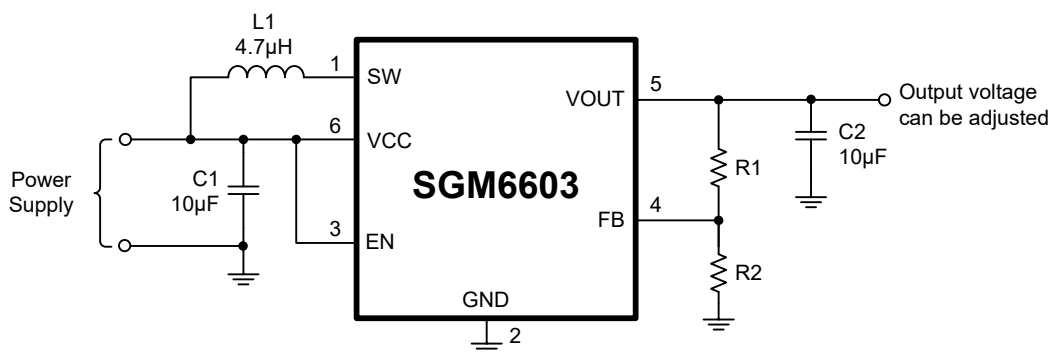 L1
4.7µH
1
SW
5
VOUT
Output voltage
can be adjusted
6
VCC
C2
10µF
R1
Power
Supply
C1
10µF
SGM6603
4
FB
3
EN
R2
GND
2